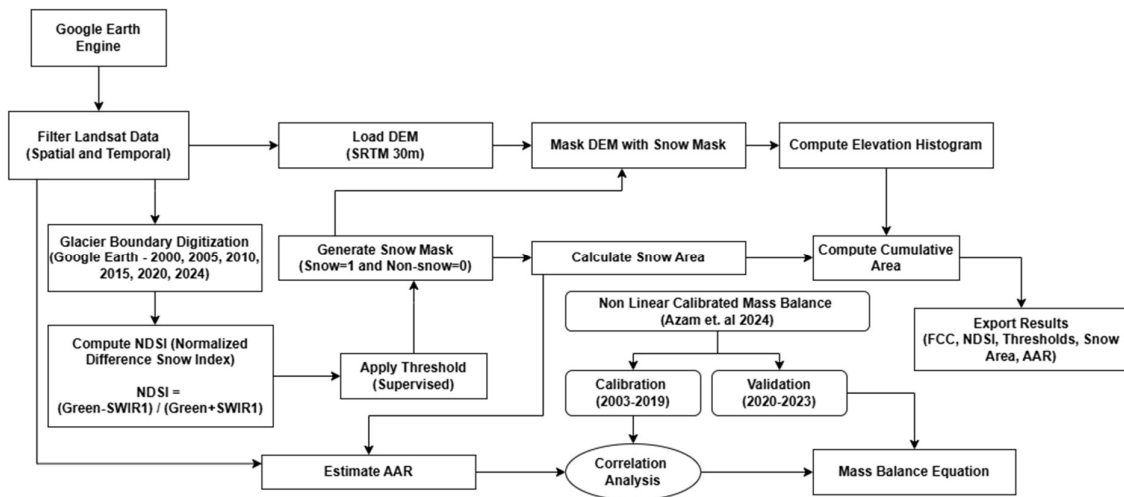 Google Earth
Engine
Filter Landsat Data
(Spatial and Temporal)
Load DEM
(SRTM 30m)
Mask DEM with Snow Mask
Compute Elevation Histogram
Glacier Boundary Digitization
(Google Earth - 2000, 2005, 2010,
2015, 2020, 2024)
Generate Snow Mask
(Snow=1 and Non-snow=0)
Calculate Snow Area
Compute Cumulative
Area
Non Linear Calibrated Mass Balance
(Azam et. al 2024)
Export Results
(FCC, NDSI, Thresholds, Snow
Area, AAR)
Compute NDSI (Normalized
Difference Snow Index)
NDSI =
(Green-SWIR1) / (Green+SWIR1)
Apply Threshold
(Supervised)
Calibration
(2003-2019)
Validation
(2020-2023)
Estimate AAR
Correlation
Analysis
Mass Balance Equation